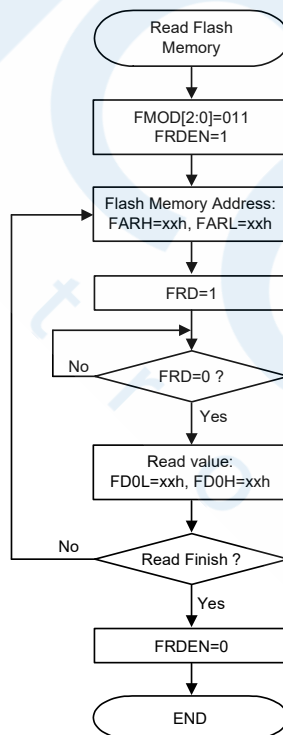 Read Flash
Memory
FMOD[2:0]=011
FRDEN=1
Flash Memory Address:
FARH=xxh, FARL=xxh
FRD=1
No
FRD=0 ?
Yes
Read value:
FD0L=xxh, FD0H=xxh
No
Read Finish ?
Yes
FRDEN=0
END
t r o